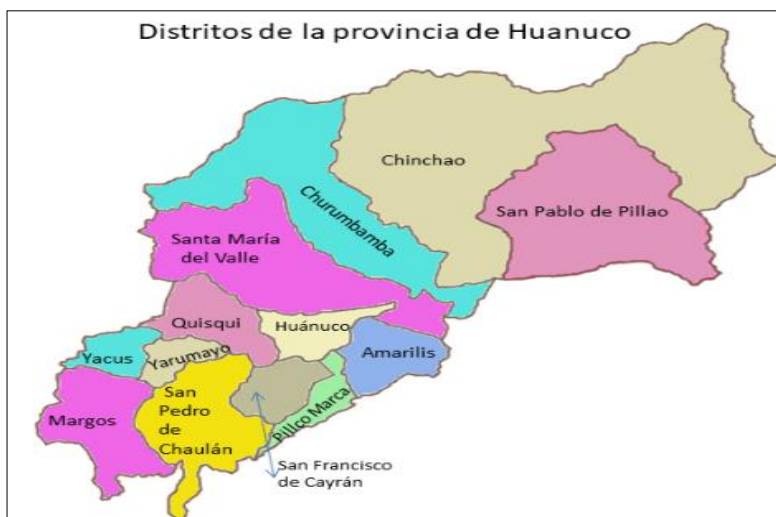 Distritos de la provincia de Huanuco
Chinchao
San Pablo de Pillao
Churumbamba
Santa María
del Valle
Quisqui
Huánuco
Amarilis
Yacus
Yarumayo
San
Pedro
de
Chaulán
Margos
Pillco Marca
San Francisco
de Cayrán